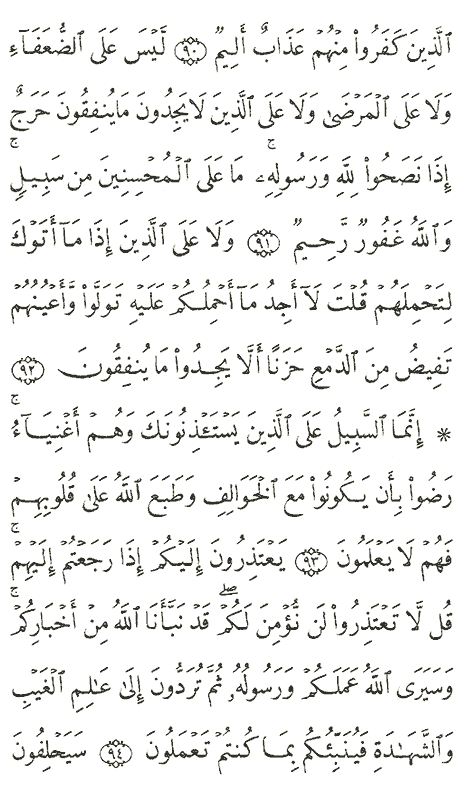 ٱلَّذِينَ كَفَرُواْ مِنۡهُمۡ عَذَابٌ أَلِيمٞ ۝٩٠ لَّيۡسَ عَلَى ٱلضُّعَفَآءِ
وَلَا عَلَى ٱلۡمَرۡضَىٰ وَلَا عَلَى ٱلَّذِينَ لَا يَجِدُونَ مَا يُنفِقُونَ حَرَجٌ
إِذَا نَصَحُواْ لِلَّهِ وَرَسُولِهِۦۚ مَا عَلَى ٱلۡمُحۡسِنِينَ مِن سَبِيلٖۚ
وَٱللَّهُ غَفُورٞ رَّحِيمٞ ۝٩١ وَلَا عَلَى ٱلَّذِينَ إِذَا مَآ أَتَوۡكَ
لِتَحۡمِلَهُمۡ قُلۡتَ لَآ أَجِدُ مَآ أَحۡمِلُكُمۡ عَلَيۡهِ تَوَلَّواْ وَّأَعۡيُنُهُمۡ
تَفِيضُ مِنَ ٱلدَّمۡعِ حَزَنًا أَلَّا يَجِدُواْ مَا يُنفِقُونَ ۝٩٢
* إِنَّمَا ٱلسَّبِيلُ عَلَى ٱلَّذِينَ يَسۡتَـٔۡذِنُونَكَ وَهُمۡ أَغۡنِيَآءُۚ
رَضُواْ بِأَن يَكُونُواْ مَعَ ٱلۡخَوَالِفِ وَطَبَعَ ٱللَّهُ عَلَىٰ قُلُوبِهِمۡ
فَهُمۡ لَا يَعۡلَمُونَ ۝٩٣ يَعۡتَذِرُونَ إِلَيۡكُمۡ إِذَا رَجَعۡتُمۡ إِلَيۡهِمۡۚ
قُل لَّا تَعۡتَذِرُواْ لَن نُّؤۡمِنَ لَكُمۡ قَدۡ نَبَّأَنَا ٱللَّهُ مِنۡ أَخۡبَارِكُمۡۚ
وَسَيَرَى ٱللَّهُ عَمَلَكُمۡ وَرَسُولُهُۥ ثُمَّ تُرَدُّونَ إِلَىٰ عَٰلِمِ ٱلۡغَيۡبِ
وَٱلشَّهَٰدَةِ فَيُنَبِّئُكُم بِمَا كُنتُمۡ تَعۡمَلُونَ ۝٩٤ سَيَحۡلِفُونَ